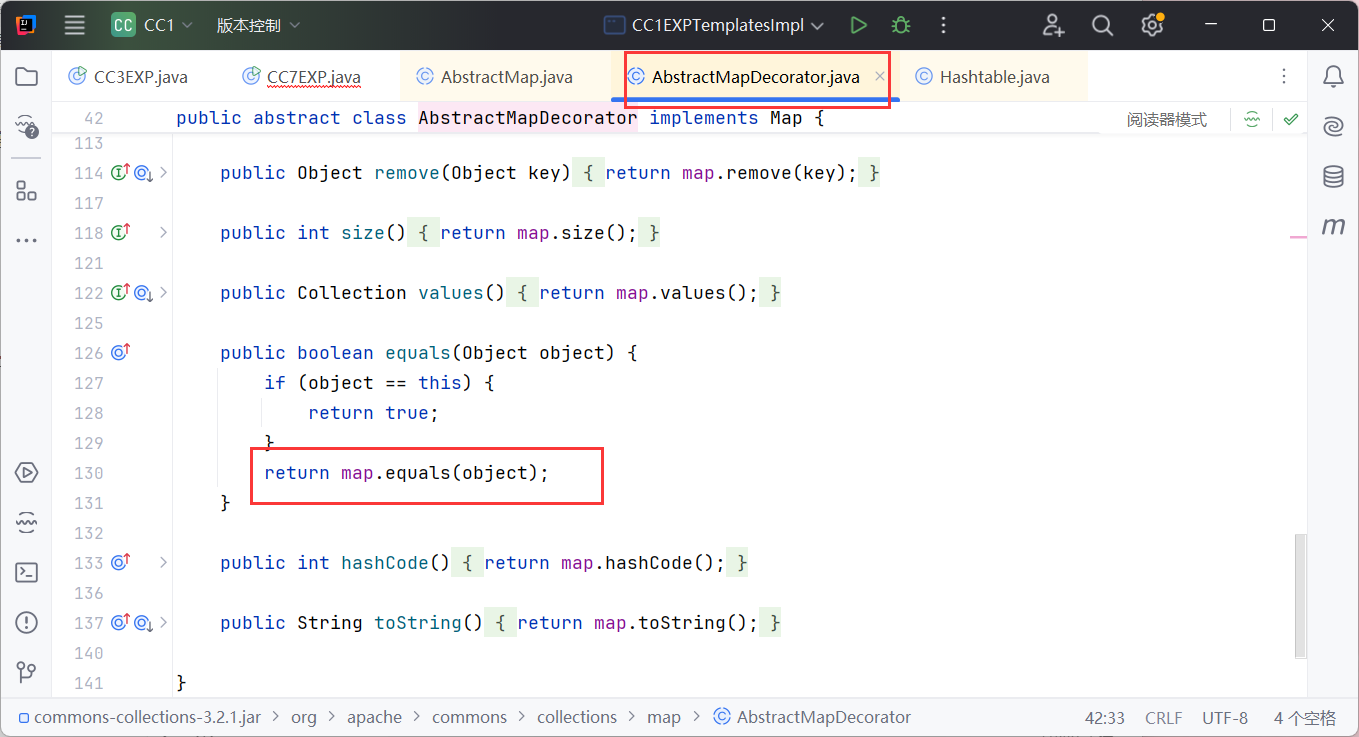 CC CC1 版本控制 CC1EXPTemplatesImpl
CC3EXP.java CC7EXP.java AbstractMap.java AbstractMapDecorator.java Hashtable.java
42 public abstract class AbstractMapDecorator implements Map { 阅读器模式
113
114 public Object remove(Object key) { return map.remove(key); }
117
118 public int size() { return map.size(); }
121
122 public Collection values() { return map.values(); }
125
126 public boolean equals(Object object) {
127 if (object == this) {
128 return true;
129 }
130 return map.equals(object);
131 }
132
133 public int hashCode() { return map.hashCode(); }
136
137 public String toString() { return map.toString(); }
140
141 }
commons-collections-3.2.1.jar > org > apache > commons > collections > map > AbstractMapDecorator 42:33 CRLF UTF-8 4 个空格